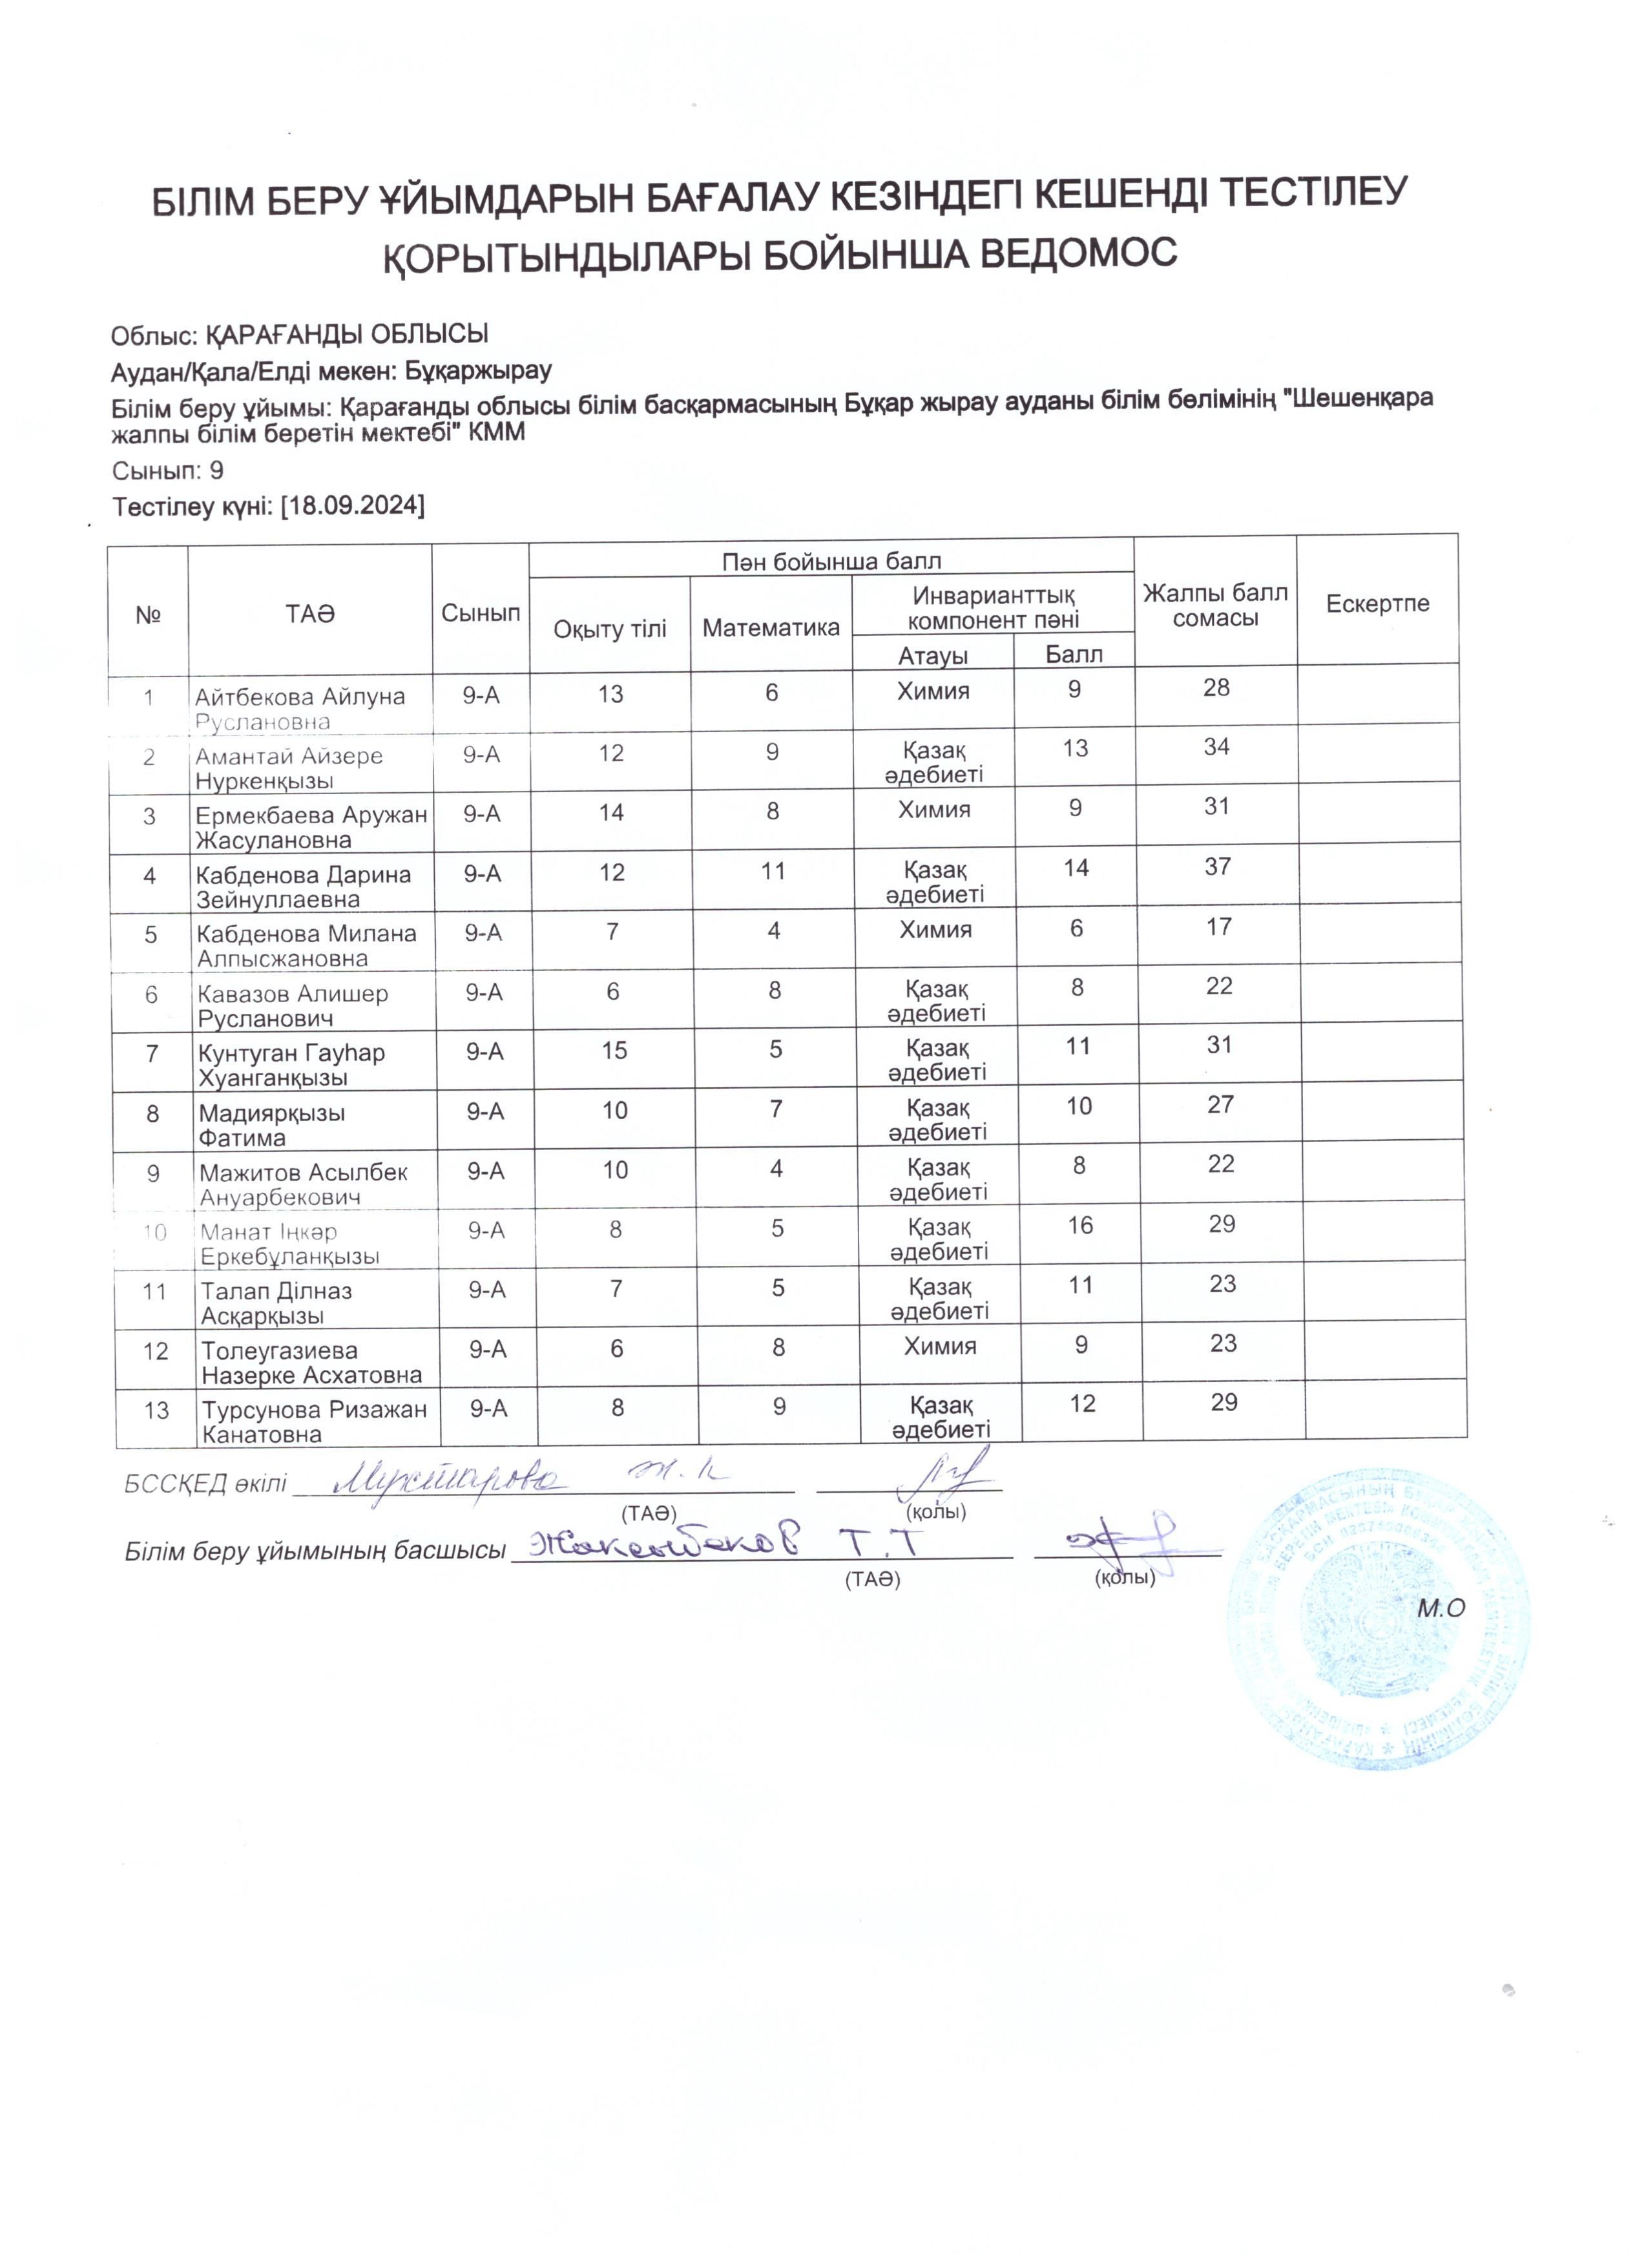 БІЛІМ БЕРУ ҰЙЫМДАРЫН БАҒАЛАУ КЕЗІНДЕГІ КЕШЕНДІ ТЕСТІЛЕУ
ҚОРЫТЫНДЫЛАРЫ БОЙЫНША ВЕДОМОС
Облыс: ҚАРАҒАНДЫ ОБЛЫСЫ
Аудан/Қала/Елді мекен: Бұқаржырау
Білім беру ұйымы: Қарағанды облысы білім басқармасының Бұқар жырау ауданы білім бөлімінің "Шешенқара
жалпы білім беретін мектебі" КММ
Сынып: 9
Тестілеу күні: [18.09.2024]
№ ТАӘ Сынып Пән бойынша балл Жалпы балл сомасы Ескертпе
Оқыту тілі Математика Инварианттық компонент пәні
Атауы Балл
1 Айтбекова Айлуна Руслановна 9-А 13 6 Химия 9 28
2 Амантай Айзере Нуркенқызы 9-А 12 9 Қазақ әдебиеті 13 34
3 Ермекбаева Аружан Жасулановна 9-А 14 8 Химия 9 31
4 Кабденова Дарина Зейнуллаевна 9-А 12 11 Қазақ әдебиеті 14 37
5 Кабденова Милана Алпысжановна 9-А 7 4 Химия 6 17
6 Кавазов Алишер Русланович 9-А 6 8 Қазақ әдебиеті 8 22
7 Кунтуган Гауһар Хуанганқызы 9-А 15 5 Қазақ әдебиеті 11 31
8 Мадиярқызы Фатима 9-А 10 7 Қазақ әдебиеті 10 27
9 Мажитов Асылбек Ануарбекович 9-А 10 4 Қазақ әдебиеті 8 22
10 Манат Іңкәр Еркебұланқызы 9-А 8 5 Қазақ әдебиеті 16 29
11 Талап Ділназ Асқарқызы 9-А 7 5 Қазақ әдебиеті 11 23
12 Толеугазиева Назерке Асхатовна 9-А 6 8 Химия 9 23
13 Турсунова Ризажан Канатовна 9-А 8 9 Қазақ әдебиеті 12 29
БССҚЕД өкілі Мухтарова Ж.К
(ТАӘ) (қолы)
Білім беру ұйымының басшысы Жакенбеков Т.Т
(ТАӘ) (қолы)
М.О